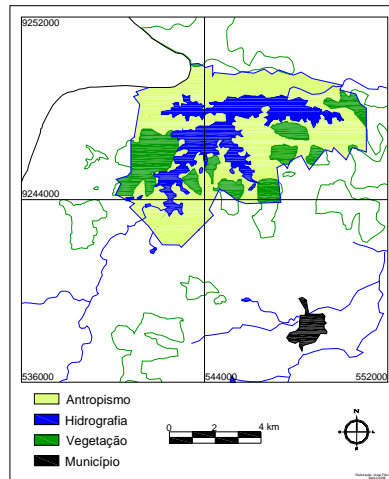 9252000
9244000
536000
544000
552000
Antropismo
Hidrografia
Vegetação
Município
0 2 4 km